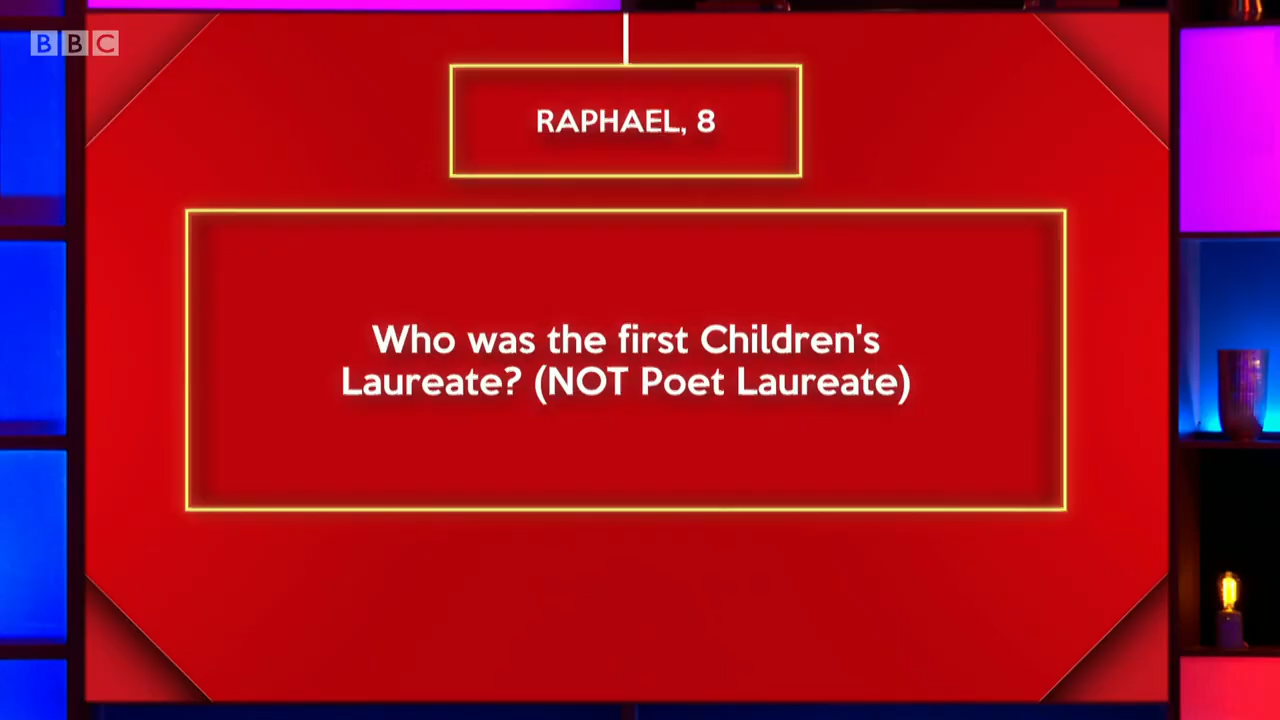 BBC
RAPHAEL, 8
Who was the first Children's
Laureate? (NOT Poet Laureate)